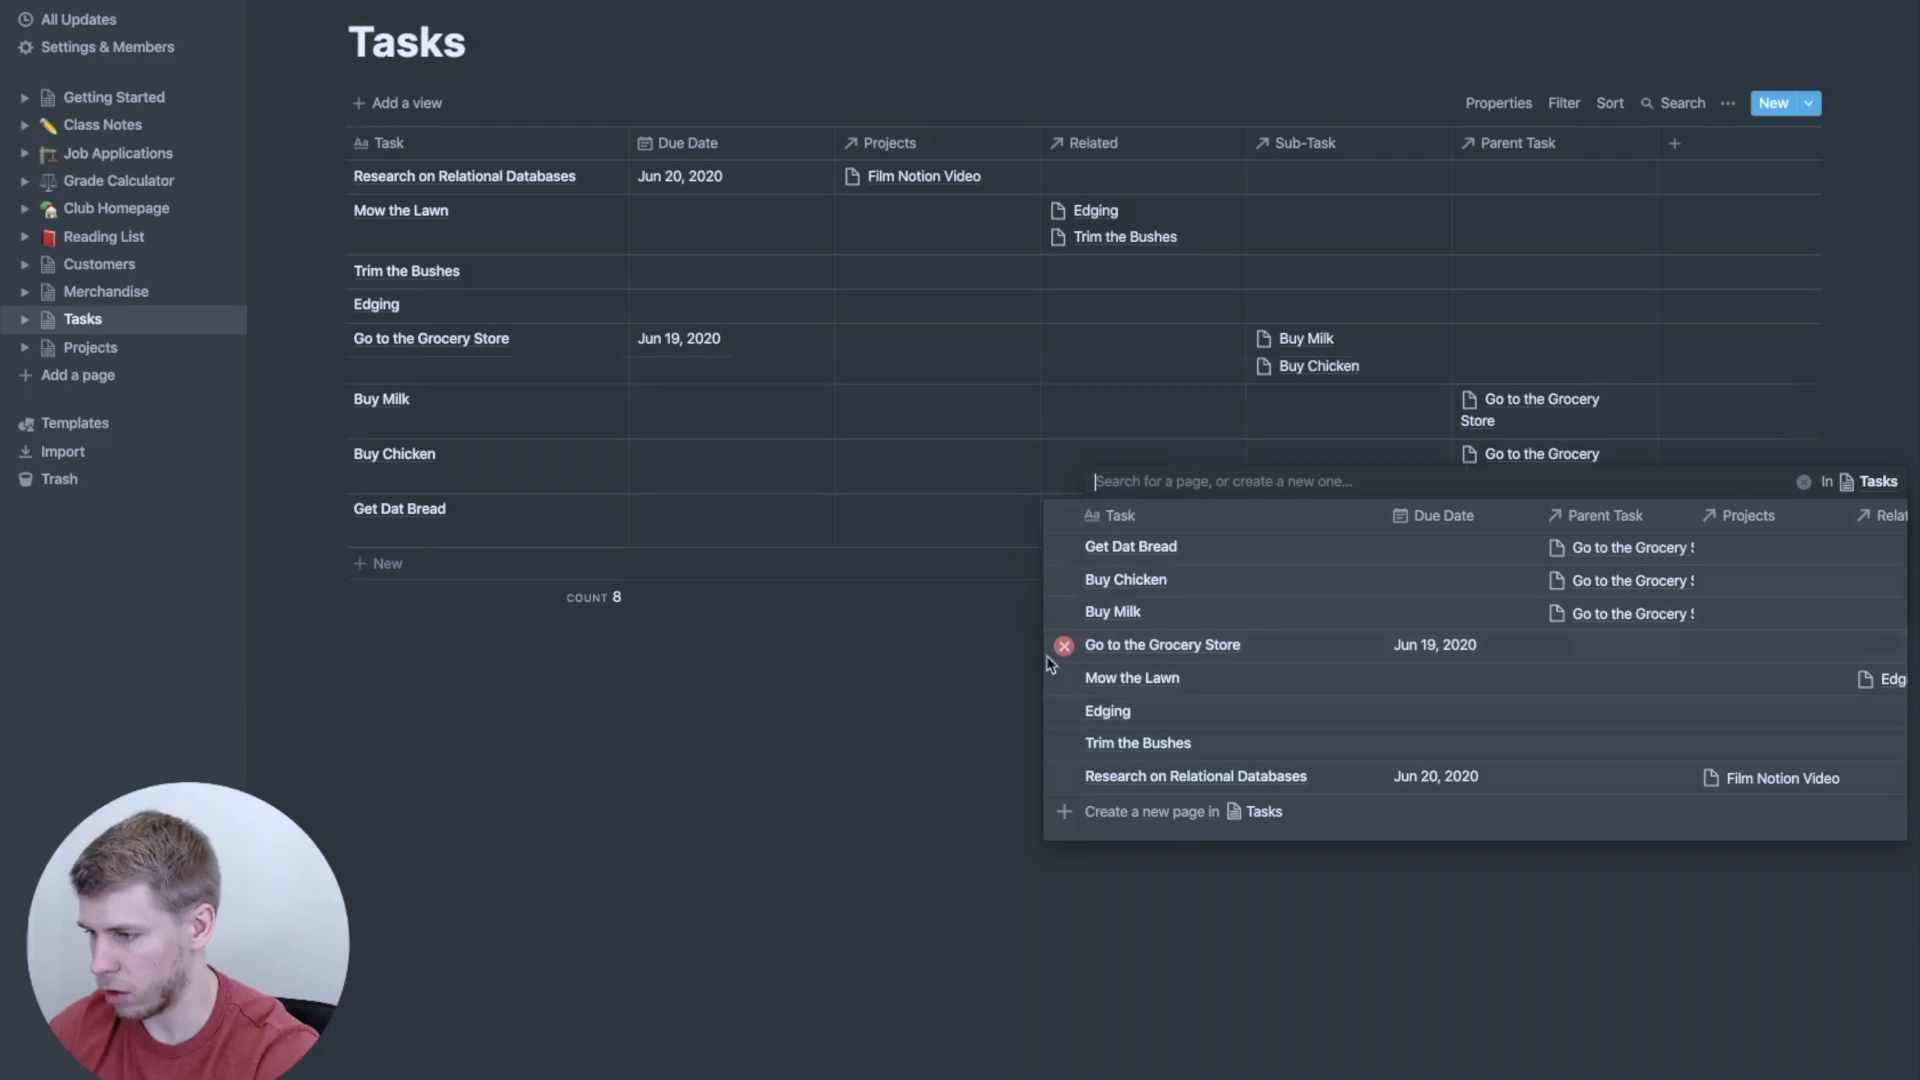 All Updates
Settings & Members
Getting Started
Class Notes
Job Applications
Grade Calculator
Club Homepage
Reading List
Customers
Merchandise
Tasks
Projects
Add a page
Templates
Import
Trash
Tasks
Add a view
Properties Filter Sort Search New
Aa Task Due Date Projects Related Sub-Task Parent Task
Research on Relational Databases Jun 20, 2020 Film Notion Video
Mow the Lawn Edging
Trim the Bushes
Trim the Bushes
Edging
Go to the Grocery Store Jun 19, 2020 Buy Milk
Buy Chicken
Buy Milk Go to the Grocery
Store
Buy Chicken Go to the Grocery
Get Dat Bread
New
COUNT 8
Search for a page, or create a new one... In Tasks
Aa Task Due Date Parent Task Projects Relat
Get Dat Bread Go to the Grocery S
Buy Chicken Go to the Grocery S
Buy Milk Go to the Grocery S
Go to the Grocery Store Jun 19, 2020
Mow the Lawn Edg
Edging
Trim the Bushes
Research on Relational Databases Jun 20, 2020 Film Notion Video
Create a new page in Tasks